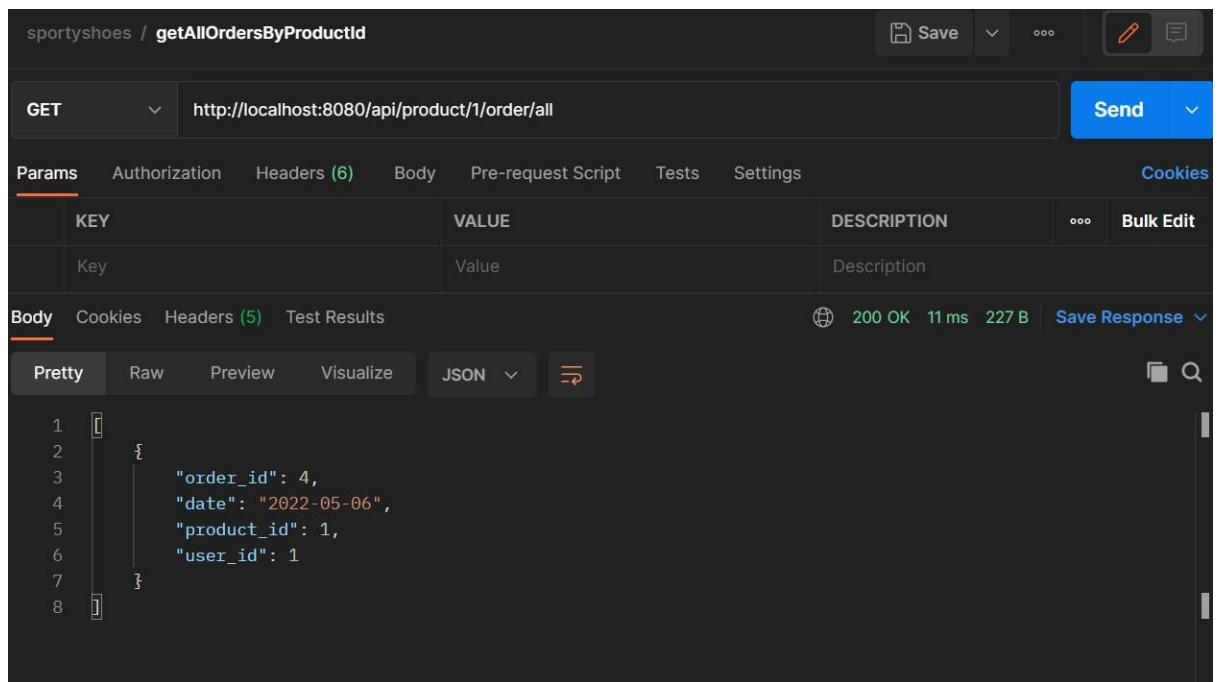 sportyshoes / getAllOrdersByProductId Save ooo
GET http://localhost:8080/api/product/1/order/all Send
Params Authorization Headers (6) Body Pre-request Script Tests Settings Cookies
KEY VALUE DESCRIPTION ooo Bulk Edit
Key Value Description
Body Cookies Headers (5) Test Results 200 OK 11 ms 227 B Save Response
Pretty Raw Preview Visualize JSON
1 [
2 {
3 "order_id": 4,
4 "date": "2022-05-06",
5 "product_id": 1,
6 "user_id": 1
7 }
8 ]